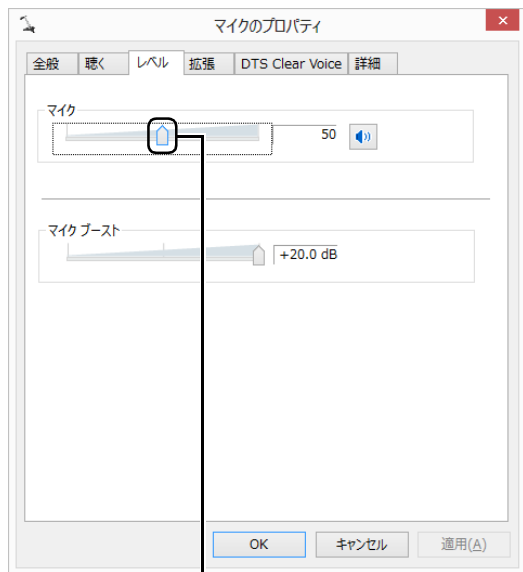 マイクのプロパティ
全般 聴く レベル 拡張 DTS Clear Voice 詳細
マイク
50
マイク ブースト
+20.0 dB
OK キャンセル 適用(A)